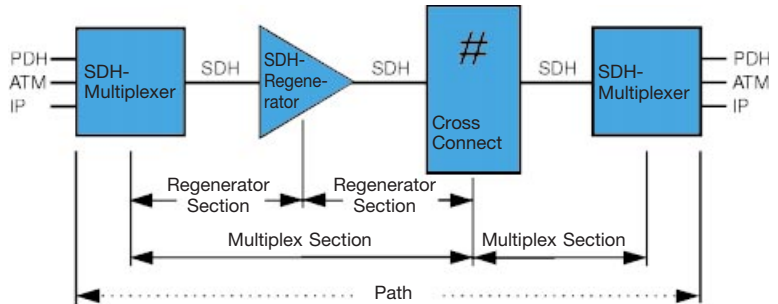 PDH
ATM
IP
SDH-
Multiplexer
SDH
SDH-
Regene-
rator
SDH
#
Cross
Connect
SDH
SDH-
Multiplexer
PDH
ATM
IP
Regenerator
Section
Regenerator
Section
Multiplex Section
Multiplex Section
Path